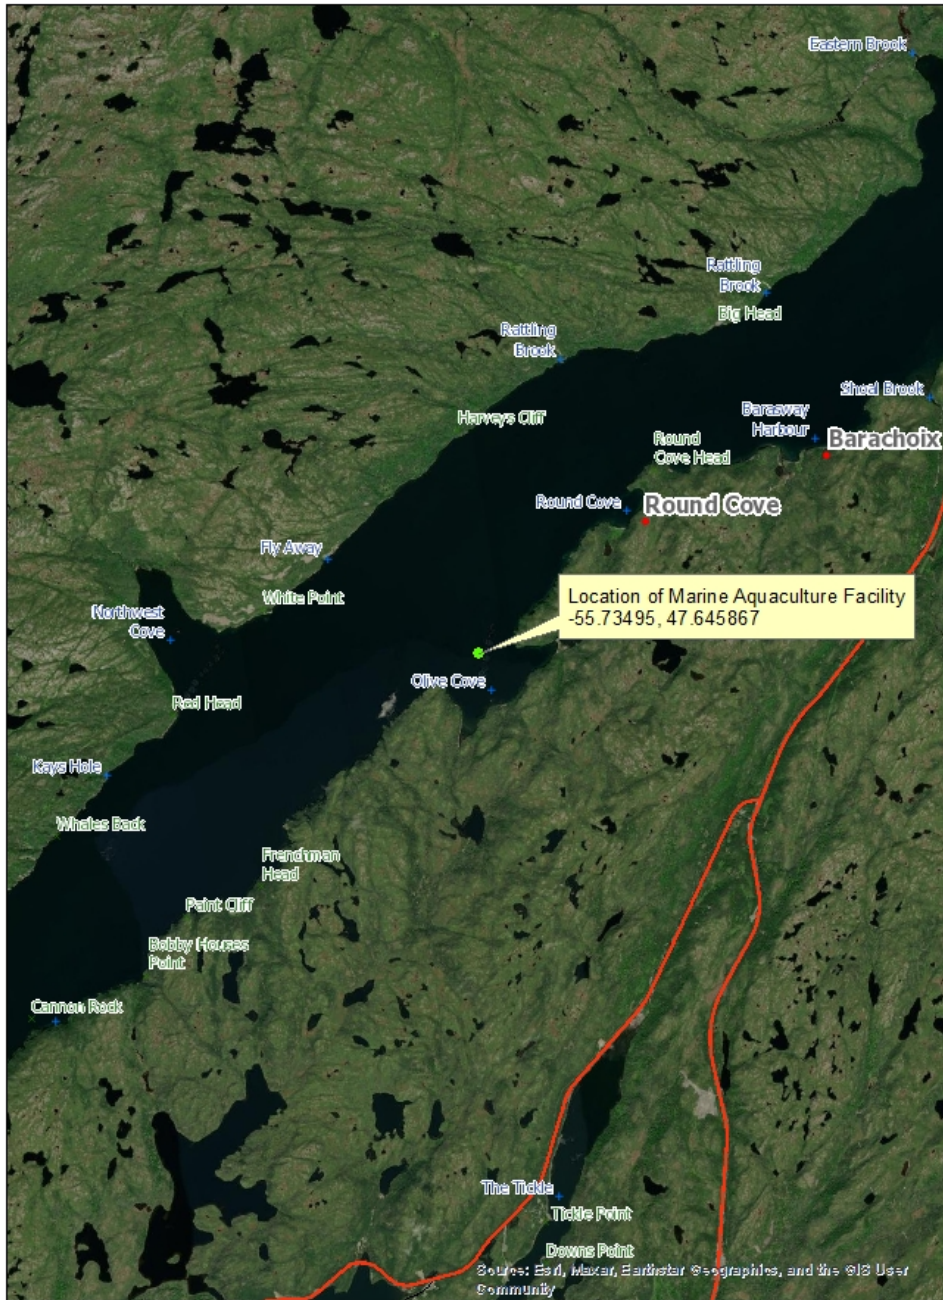 Eastern Brook
Rattling
Brook
Big Head
Rattling
Brook
Shoal Brook
Harveys Cliff
Barasway
Harbour
Barachoix
Round
Cove Head
Round Cove
Round Cove
Fly Away
White Point
Location of Marine Aquaculture Facility
-55.73495, 47.645867
Northwest
Cove
Olive Cove
Red Head
Kays Hole
Whales Back
Frenchman
Head
Paint Cliff
Bobby Houses
Point
Cannon Rock
The Tickle
Tickle Point
Downs Point
Source: Esri, Maxar, Earthstar Geographics, and the GIS User
Community